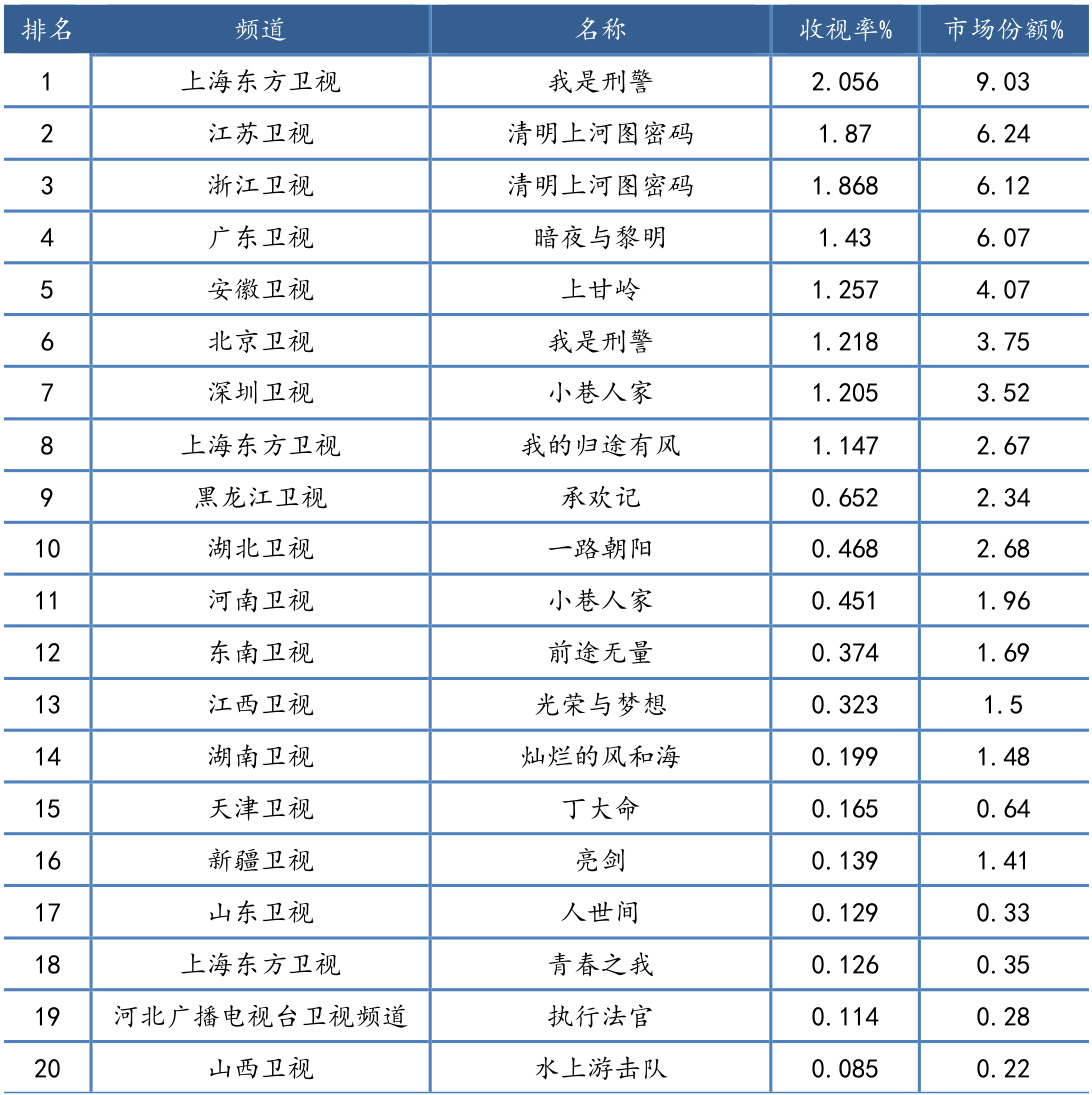 排名 频道 名称 收视率% 市场份额%
1 上海东方卫视 我是刑警 2.056 9.03
2 江苏卫视 清明上河图密码 1.87 6.24
3 浙江卫视 清明上河图密码 1.868 6.12
4 广东卫视 暗夜与黎明 1.43 6.07
5 安徽卫视 上甘岭 1.257 4.07
6 北京卫视 我是刑警 1.218 3.75
7 深圳卫视 小巷人家 1.205 3.52
8 上海东方卫视 我的归途有风 1.147 2.67
9 黑龙江卫视 承欢记 0.652 2.34
10 湖北卫视 一路朝阳 0.468 2.68
11 河南卫视 小巷人家 0.451 1.96
12 东南卫视 前途无量 0.374 1.69
13 江西卫视 光荣与梦想 0.323 1.5
14 湖南卫视 灿烂的风和海 0.199 1.48
15 天津卫视 丁大命 0.165 0.64
16 新疆卫视 亮剑 0.139 1.41
17 山东卫视 人世间 0.129 0.33
18 上海东方卫视 青春之我 0.126 0.35
19 河北广播电视台卫视频道 执行法官 0.114 0.28
20 山西卫视 水上游击队 0.085 0.22